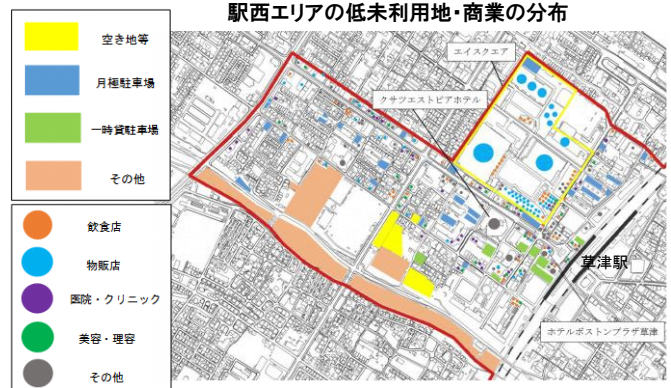 駅西エリアの低未利用地・商業の分布
空き地等
月極駐車場
一時貸駐車場
その他
飲食店
物販店
医院・クリニック
美容・理容
その他
エイスクエア
クサツエストピアホテル
草津駅
ホテルボストンプラザ草津